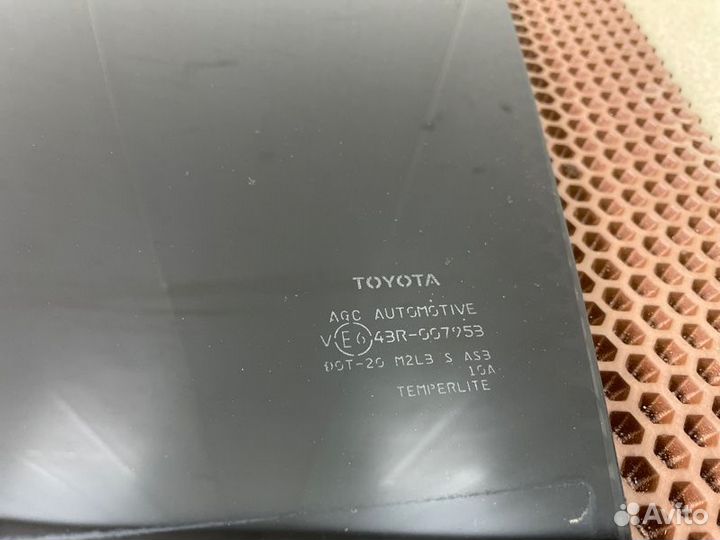 TOYOTA
AGC AUTOMOTIVE
V E6 43R-007953
DOT-20 M2L3 S AS3
10A
TEMPERLITE
Avito